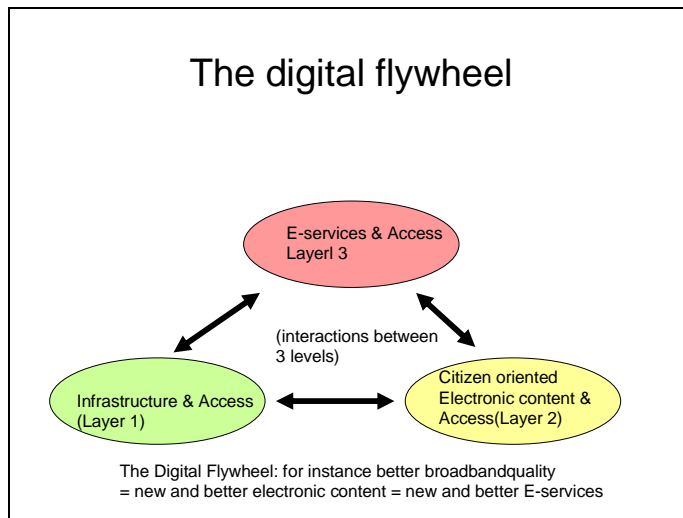 The digital flywheel
E-services & Access
Layerl 3
(interactions between
3 levels)
Infrastructure & Access
(Layer 1)
Citizen oriented
Electronic content &
Access(Layer 2)
The Digital Flywheel: for instance better broadbandquality
= new and better electronic content = new and better E-services